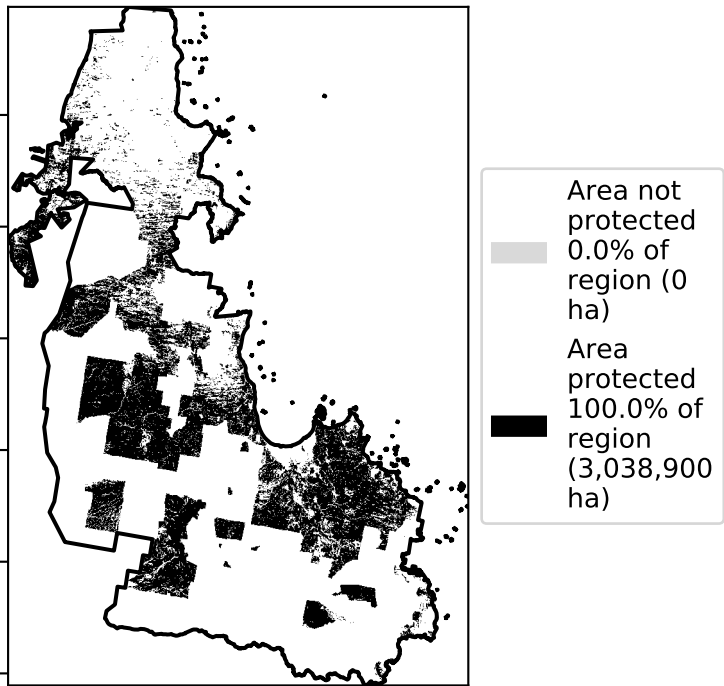 Area not
protected
0.0% of
region (0
ha)
Area
protected
100.0% of
region
(3,038,900
ha)